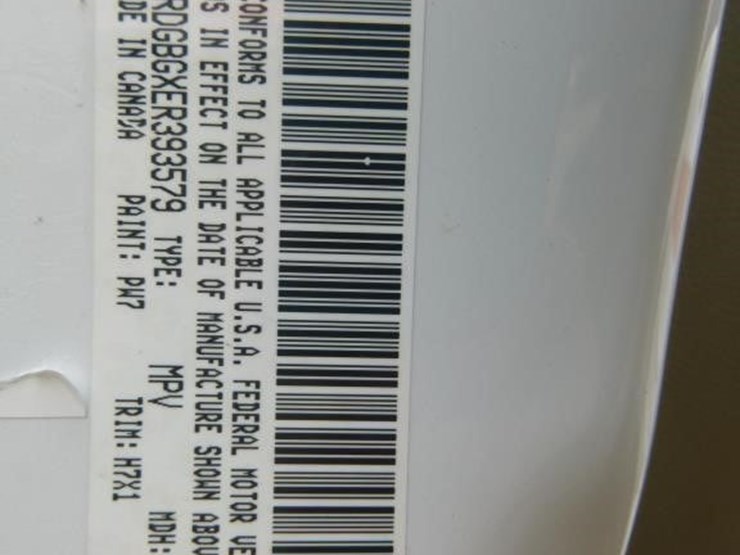 CONFORMS TO ALL APPLICABLE U.S.A. FEDERAL MOTOR VE
S IN EFFECT ON THE DATE OF MANUFACTURE SHOWN ABOV
RDGBGXER393579 TYPE: MPV MDH:
DE IN CANADA PAINT: PW7 TRIM: H7X1